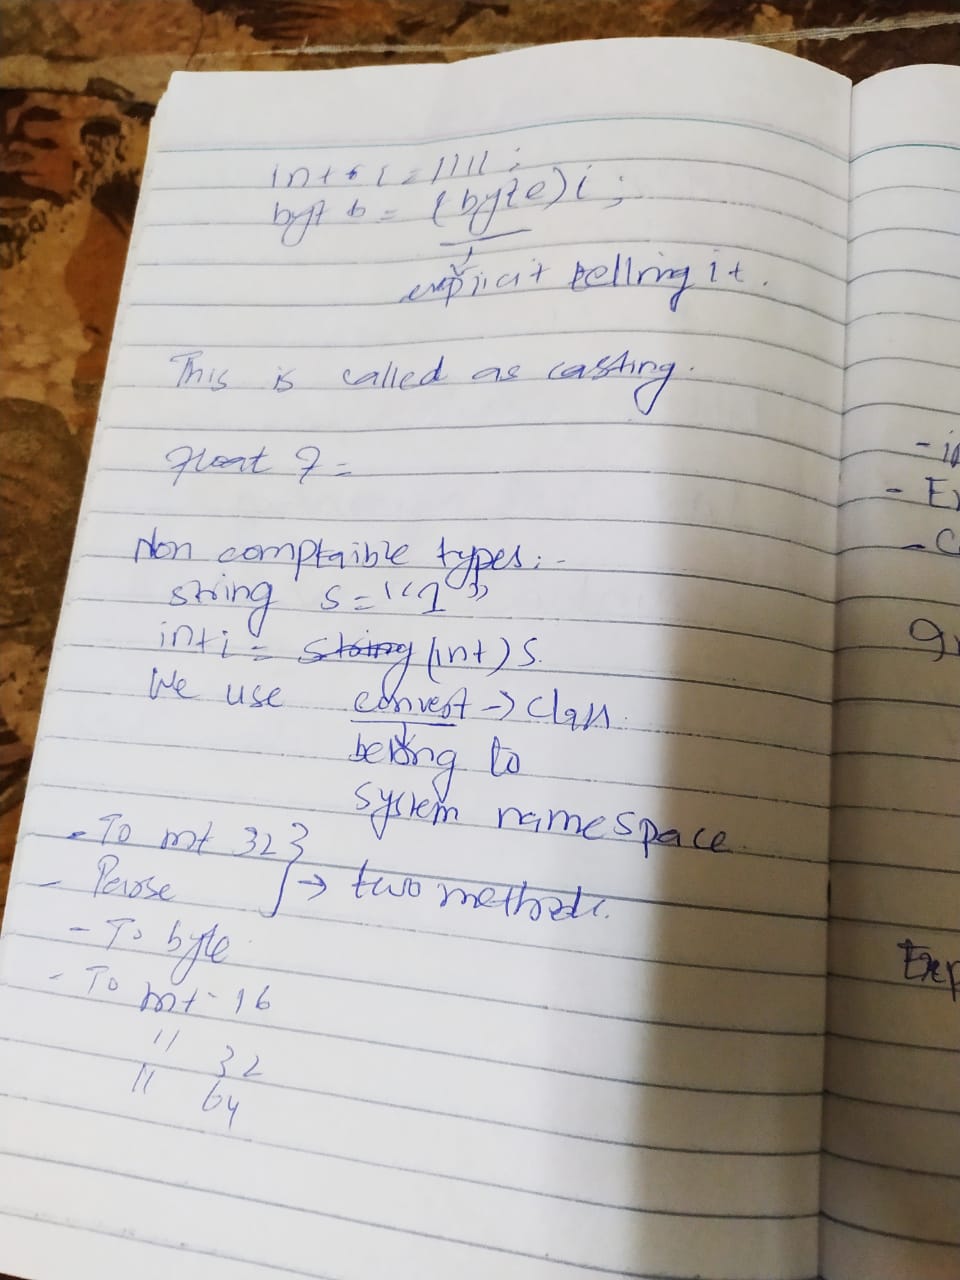 int i = 1111;
byt b = (byte)i;
explicit telling it.
This is called as casting.
Float f =
Non comptaible types:-
string s = "1"
int i = string (int) s.
We use convert → class.
belong to
system namespace
- To int 32 }
- Parse } → two methods.
- To byte
- To int - 16
" 32
" 64
- E
- C
gr
Exp